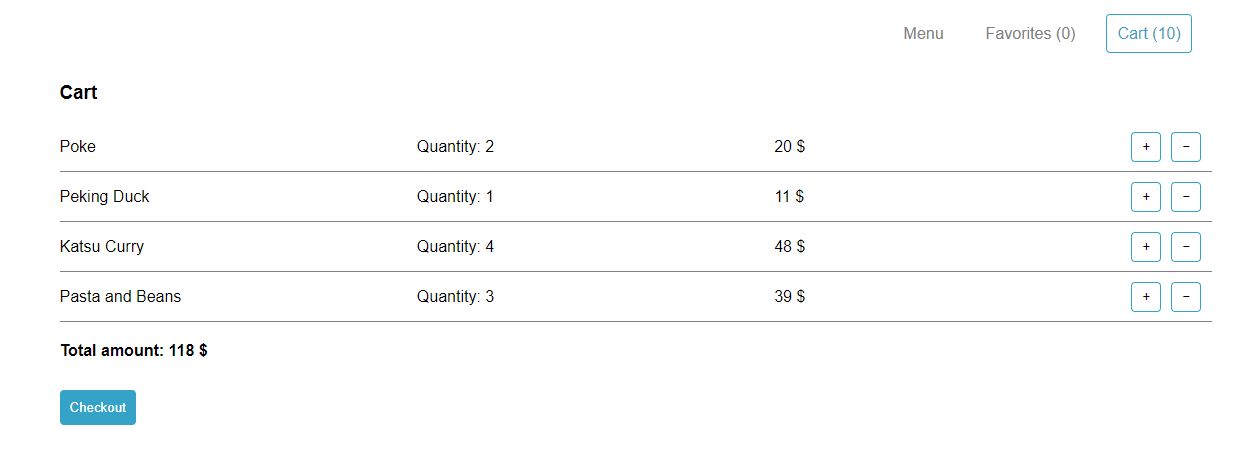 Menu Favorites (0) Cart (10)
Cart
Poke Quantity: 2 20 $ + −
Peking Duck Quantity: 1 11 $ + −
Katsu Curry Quantity: 4 48 $ + −
Pasta and Beans Quantity: 3 39 $ + −
Total amount: 118 $
Checkout